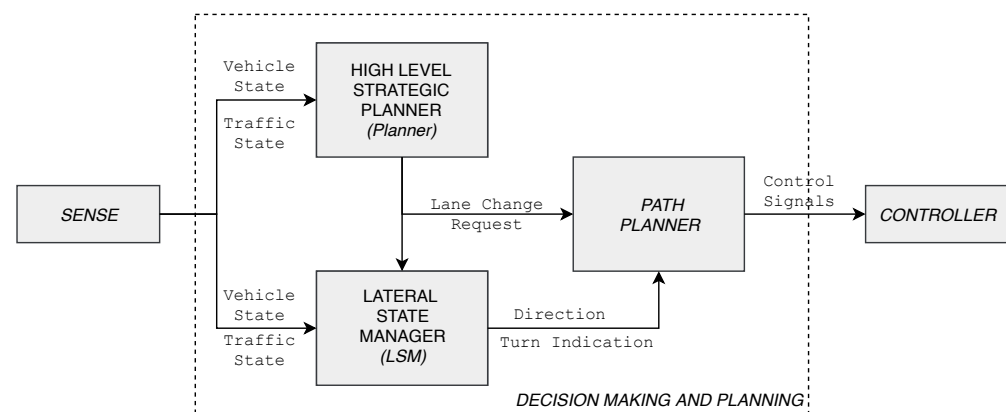 Vehicle
State
Traffic
State
HIGH LEVEL
STRATEGIC
PLANNER
(Planner)
SENSE
Lane Change
Request
PATH
PLANNER
Control
Signals
CONTROLLER
Vehicle
State
Traffic
State
LATERAL
STATE
MANAGER
(LSM)
Direction
Turn Indication
DECISION MAKING AND PLANNING